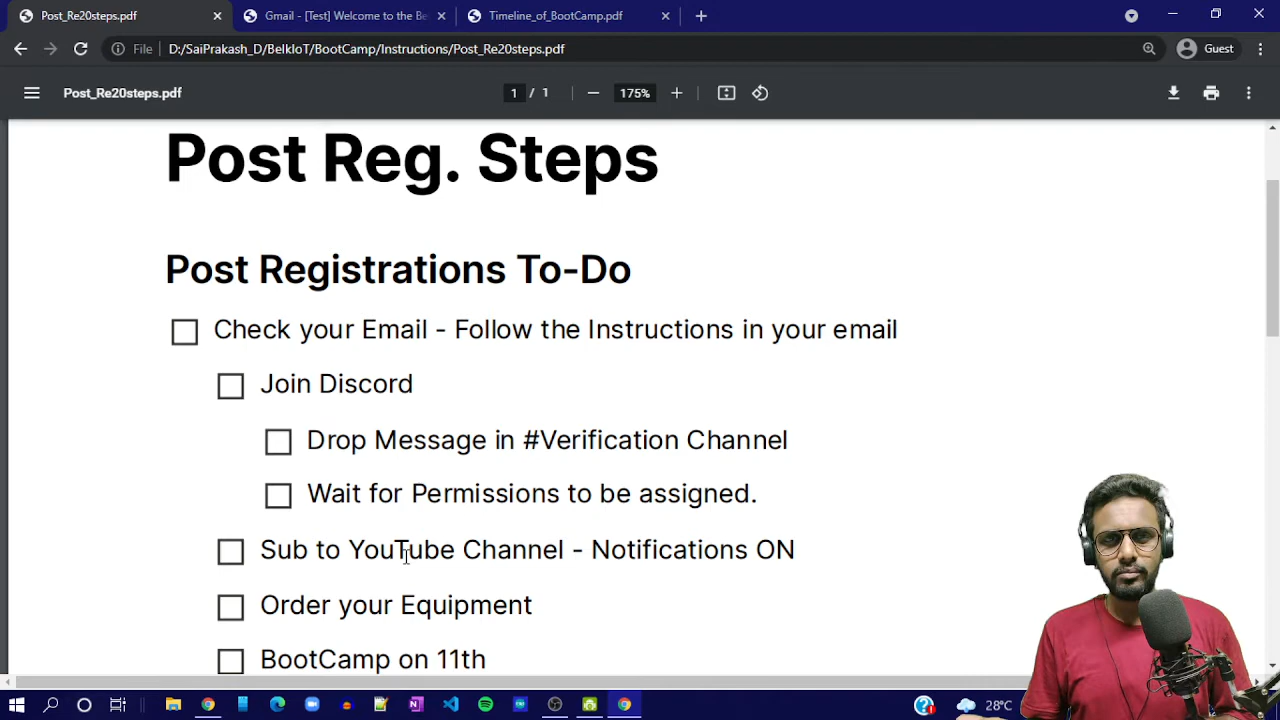 Post_Re20steps.pdf
Gmail - [Test] Welcome to the Be
Timeline_of_BootCamp.pdf
File
D:/SaiPrakash_D/BelkIoT/BootCamp/Instructions/Post_Re20steps.pdf
Guest
Post_Re20steps.pdf
1 / 1
175%
Post Reg. Steps
Post Registrations To-Do
Check your Email - Follow the Instructions in your email
Join Discord
Drop Message in #Verification Channel
Wait for Permissions to be assigned.
Sub to YouTube Channel - Notifications ON
Order your Equipment
BootCamp on 11th
28°C